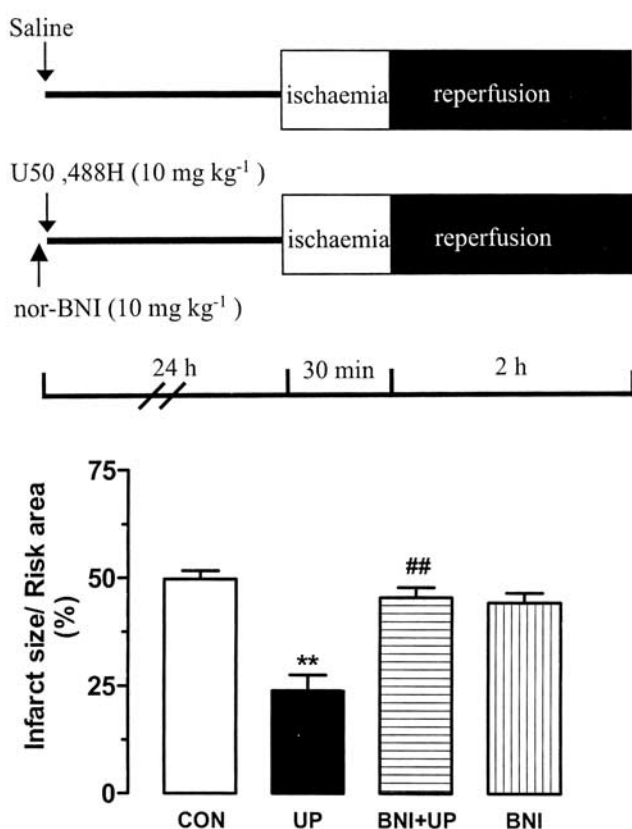 Saline
ischaemia reperfusion
U50 ,488H (10 mg kg⁻¹ )
ischaemia reperfusion
nor-BNI (10 mg kg⁻¹ )
24 h 30 min 2 h
Infarct size/ Risk area
(%)
75
50
25
0
**
##
CON UP BNI+UP BNI